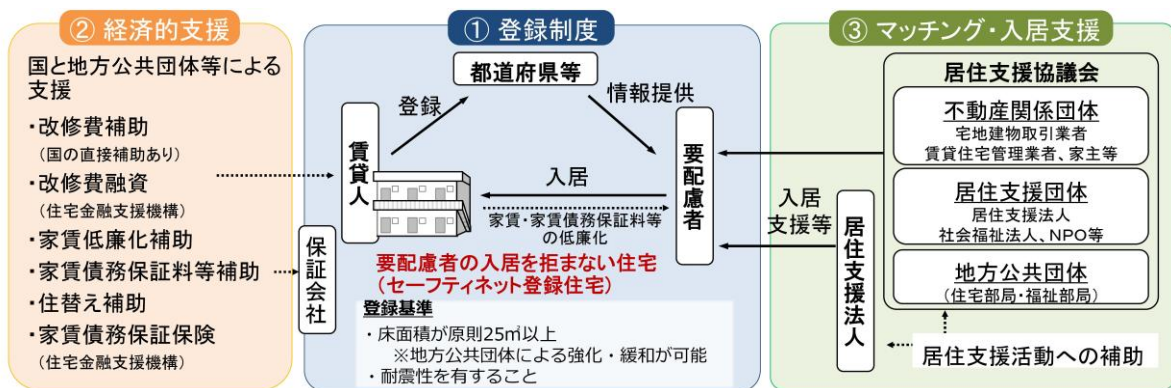 ② 経済的支援
国と地方公共団体等による
支援
・改修費補助
(国の直接補助あり)
・改修費融資
(住宅金融支援機構)
・家賃低廉化補助
・家賃債務保証料等補助
・住替え補助
・家賃債務保証保険
(住宅金融支援機構)
① 登録制度
都道府県等
登録
情報提供
賃貸人
要配慮者
入居
家賃・家賃債務保証料等
の低廉化
保証会社
要配慮者の入居を拒まない住宅
(セーフティネット登録住宅)
登録基準
・床面積が原則25㎡以上
※地方公共団体による強化・緩和が可能
・耐震性を有すること
③ マッチング・入居支援
居住支援協議会
不動産関係団体
宅地建物取引業者
賃貸住宅管理業者、家主等
居住支援団体
居住支援法人
社会福祉法人、NPO等
地方公共団体
(住宅部局・福祉部局)
入居
支援等
居住支援法人
居住支援活動への補助